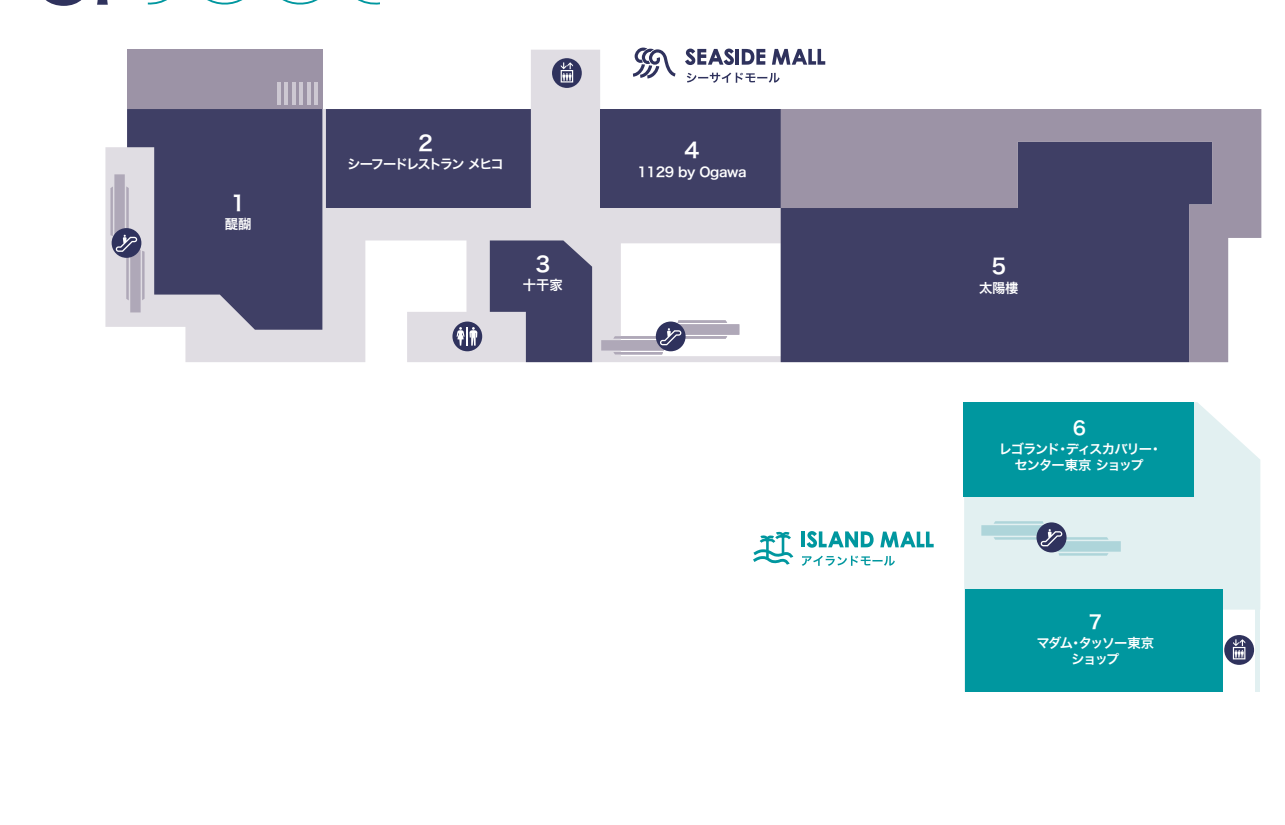 SEASIDE MALL
シーサイドモール
1
醍醐
2
シーフードレストラン メヒコ
3
十干家
4
1129 by Ogawa
5
太陽樓
6
レゴランド・ディスカバリー・
センター東京 ショップ
ISLAND MALL
アイランドモール
7
マダム・タッソー東京
ショップ